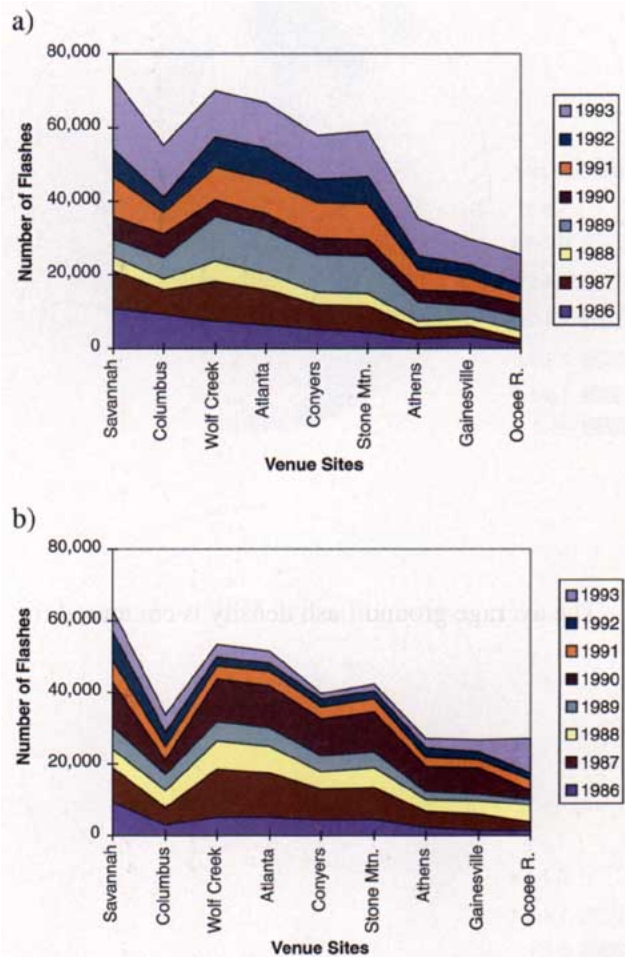 a)
80,000
60,000
40,000
20,000
0
Number of Flashes
Savannah
Columbus
Wolf Creek
Atlanta
Conyers
Stone Mtn.
Athens
Gainesville
Ocoee R.
Venue Sites
1993
1992
1991
1990
1989
1988
1987
1986
b)
80,000
60,000
40,000
20,000
0
Number of Flashes
Savannah
Columbus
Wolf Creek
Atlanta
Conyers
Stone Mtn.
Athens
Gainesville
Ocoee R.
Venue Sites
1993
1992
1991
1990
1989
1988
1987
1986